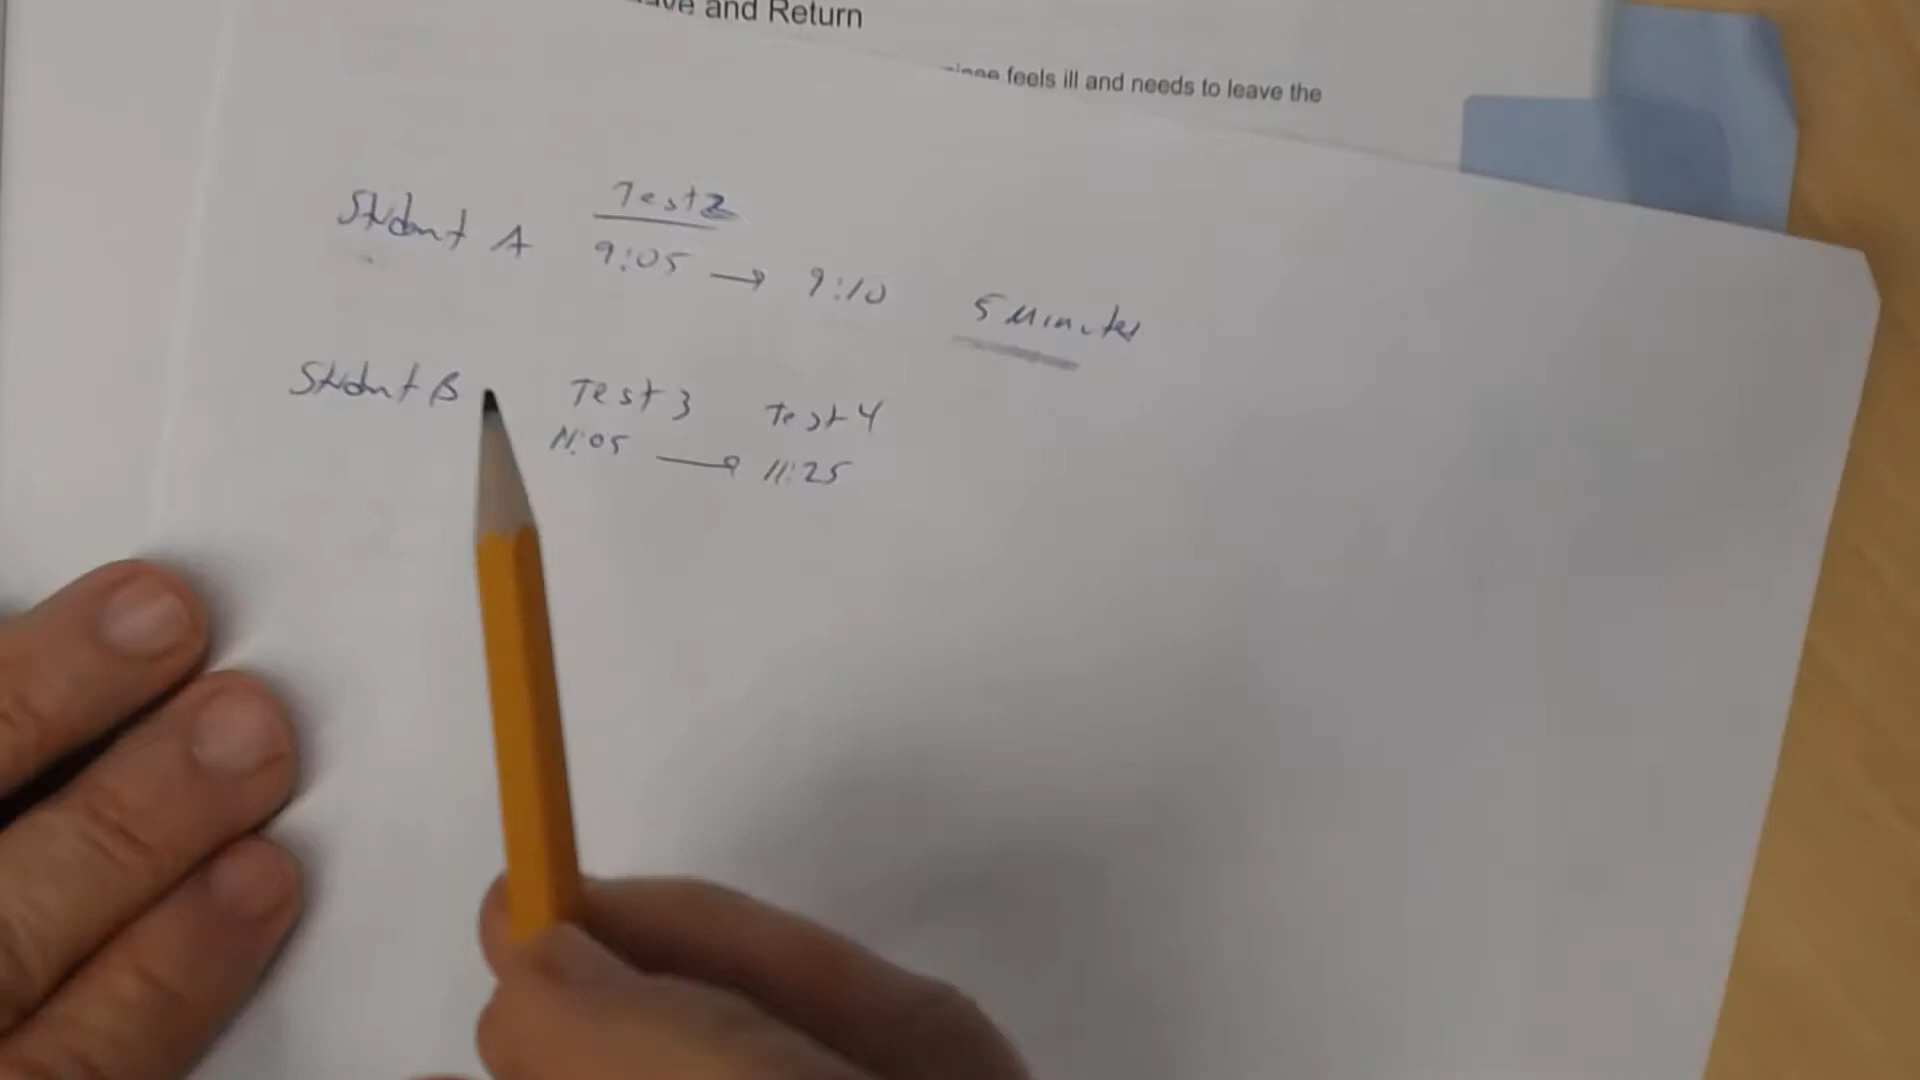 and Return
feels ill and needs to leave the
Test 2
Student A 9:05 → 9:10 5 Minutes
Student B Test 3 Test 4
11:05 → 11:25